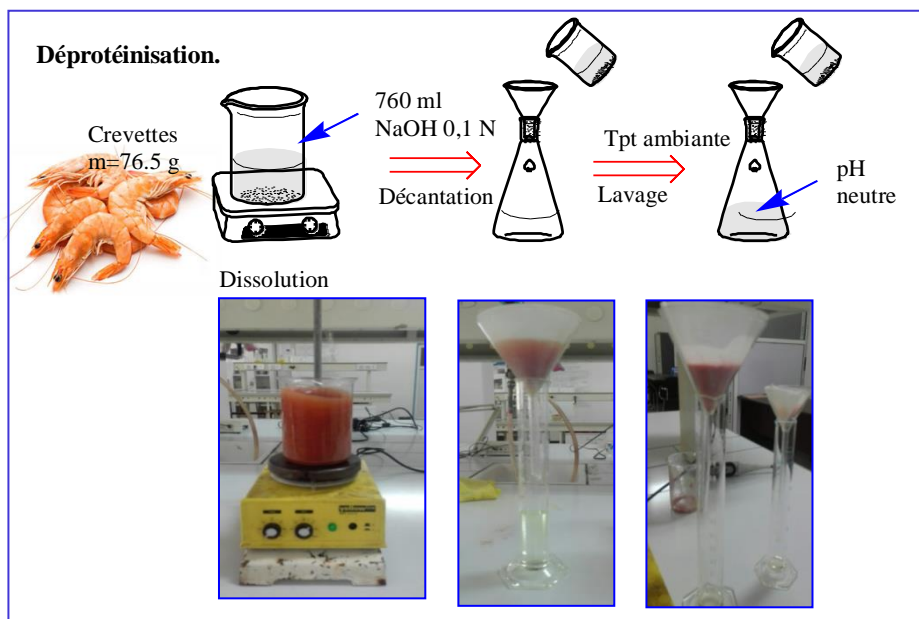 Déprotéinisation.
Crevettes
m=76.5 g
760 ml
NaOH 0,1 N
Décantation
Tpt ambiante
Lavage
pH
neutre
Dissolution